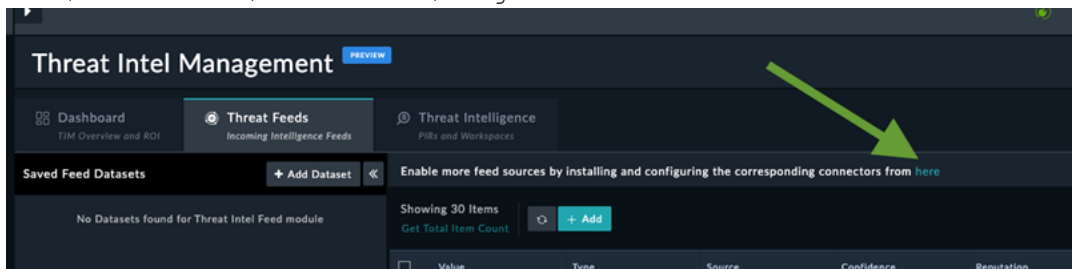 Threat Intel Management PREVIEW
Dashboard
TIM Overview and ROI
Threat Feeds
Incoming Intelligence Feeds
Threat Intelligence
PIRs and Workspaces
Saved Feed Datasets
+ Add Dataset
No Datasets found for Threat Intel Feed module
Enable more feed sources by installing and configuring the corresponding connectors from here
Showing 30 Items
Get Total Item Count
+ Add
Value Type Source Confidence Reputation